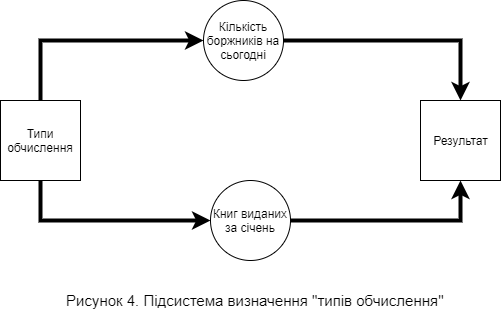 Кількість
боржників на
сьогодні
Типи
обчислення
Результат
Книг виданих
за січень
Рисунок 4. Підсистема визначення "типів обчислення"